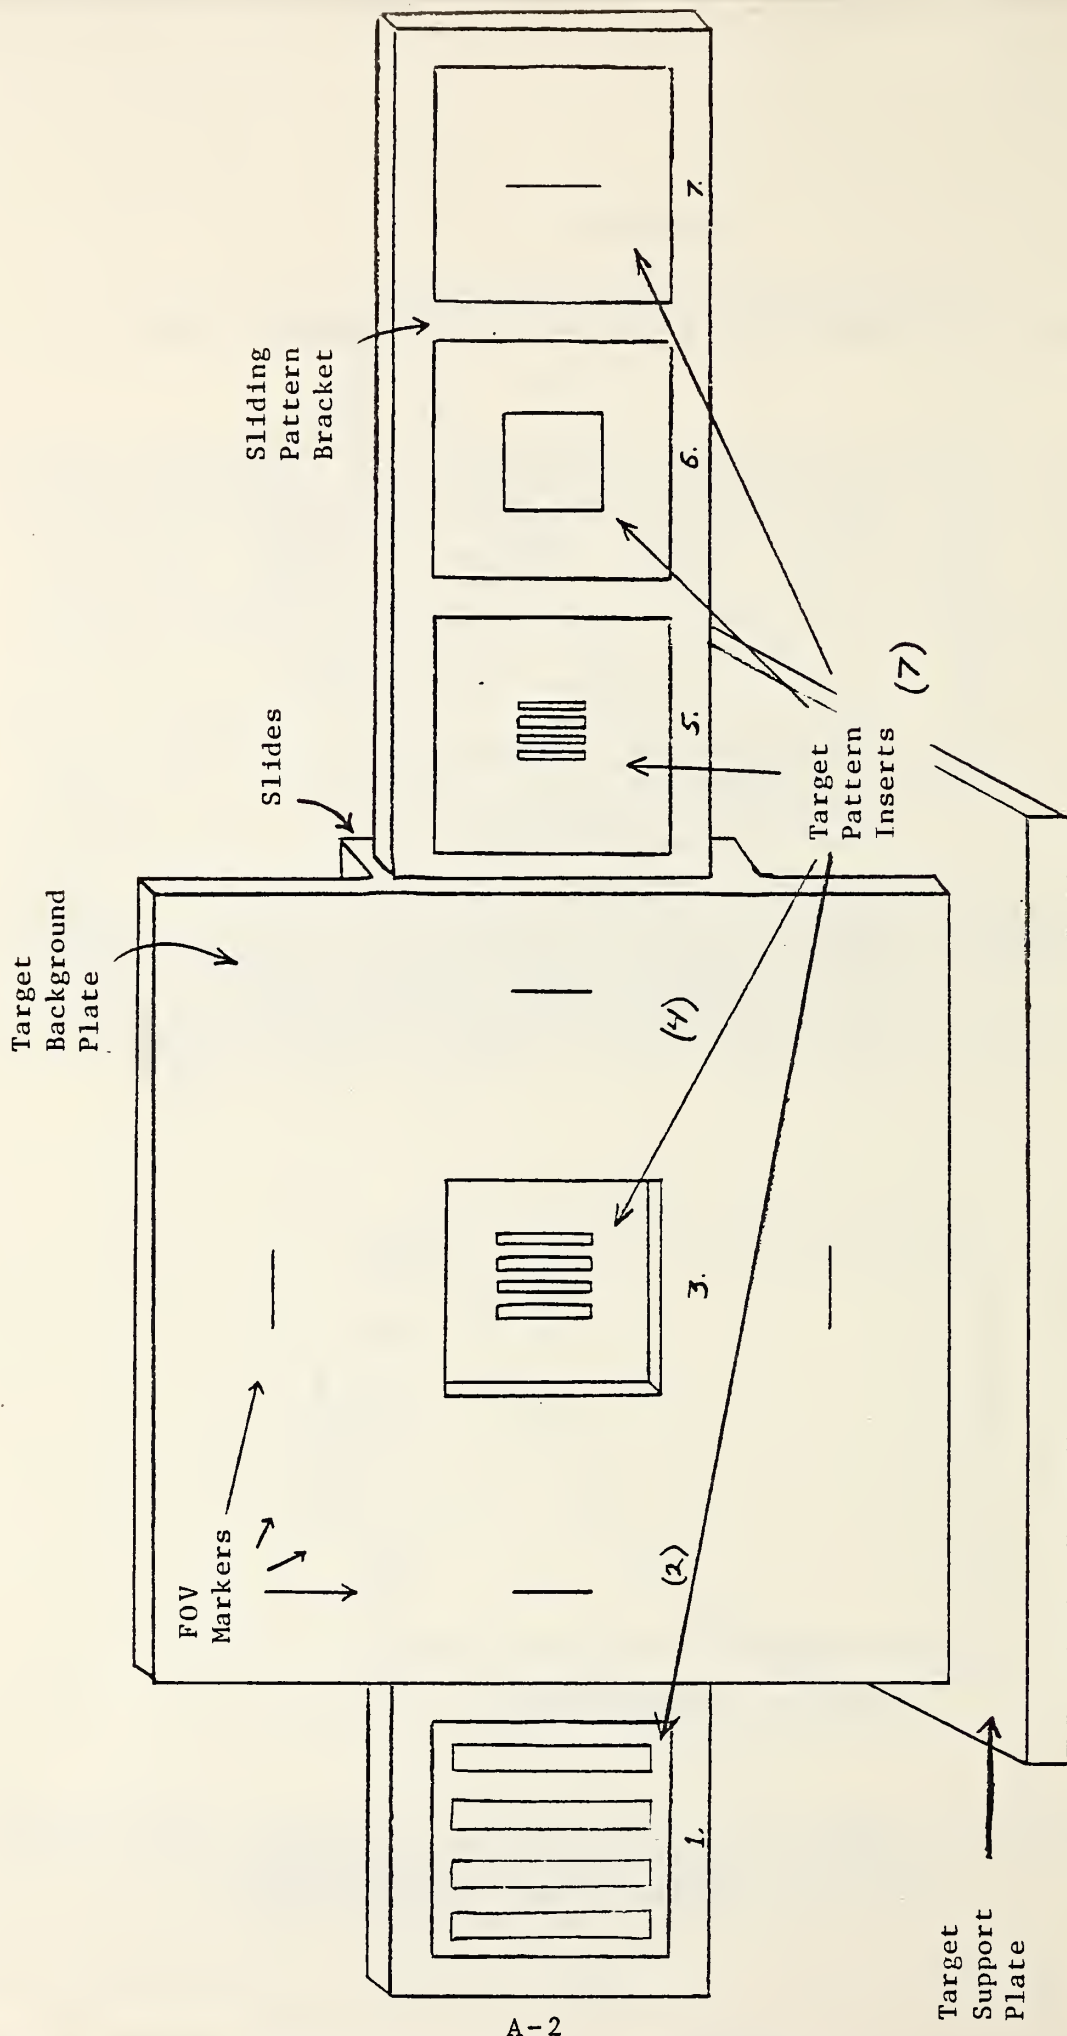 Target
Background
Plate
Slides
Sliding
Pattern
Bracket
FOV
Markers
1.
(2)
3.
(4)
5.
6.
7.
Target
Pattern
Inserts
(7)
Target
Support
Plate
A-2